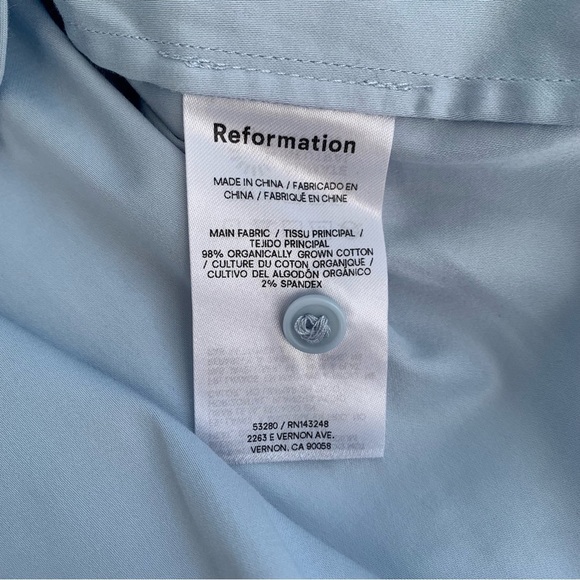 Reformation
MADE IN CHINA / FABRICADO EN
CHINA / FABRIQUÉ EN CHINE
MAIN FABRIC / TISSU PRINCIPAL /
TEJIDO PRINCIPAL
98% ORGANICALLY GROWN COTTON
/ CULTURE DU COTON ORGANIQUE /
CULTIVO DEL ALGODÓN ORGÁNICO
2% SPANDEX
53280 / RN143248
2263 E VERNON AVE.
VERNON, CA 90058